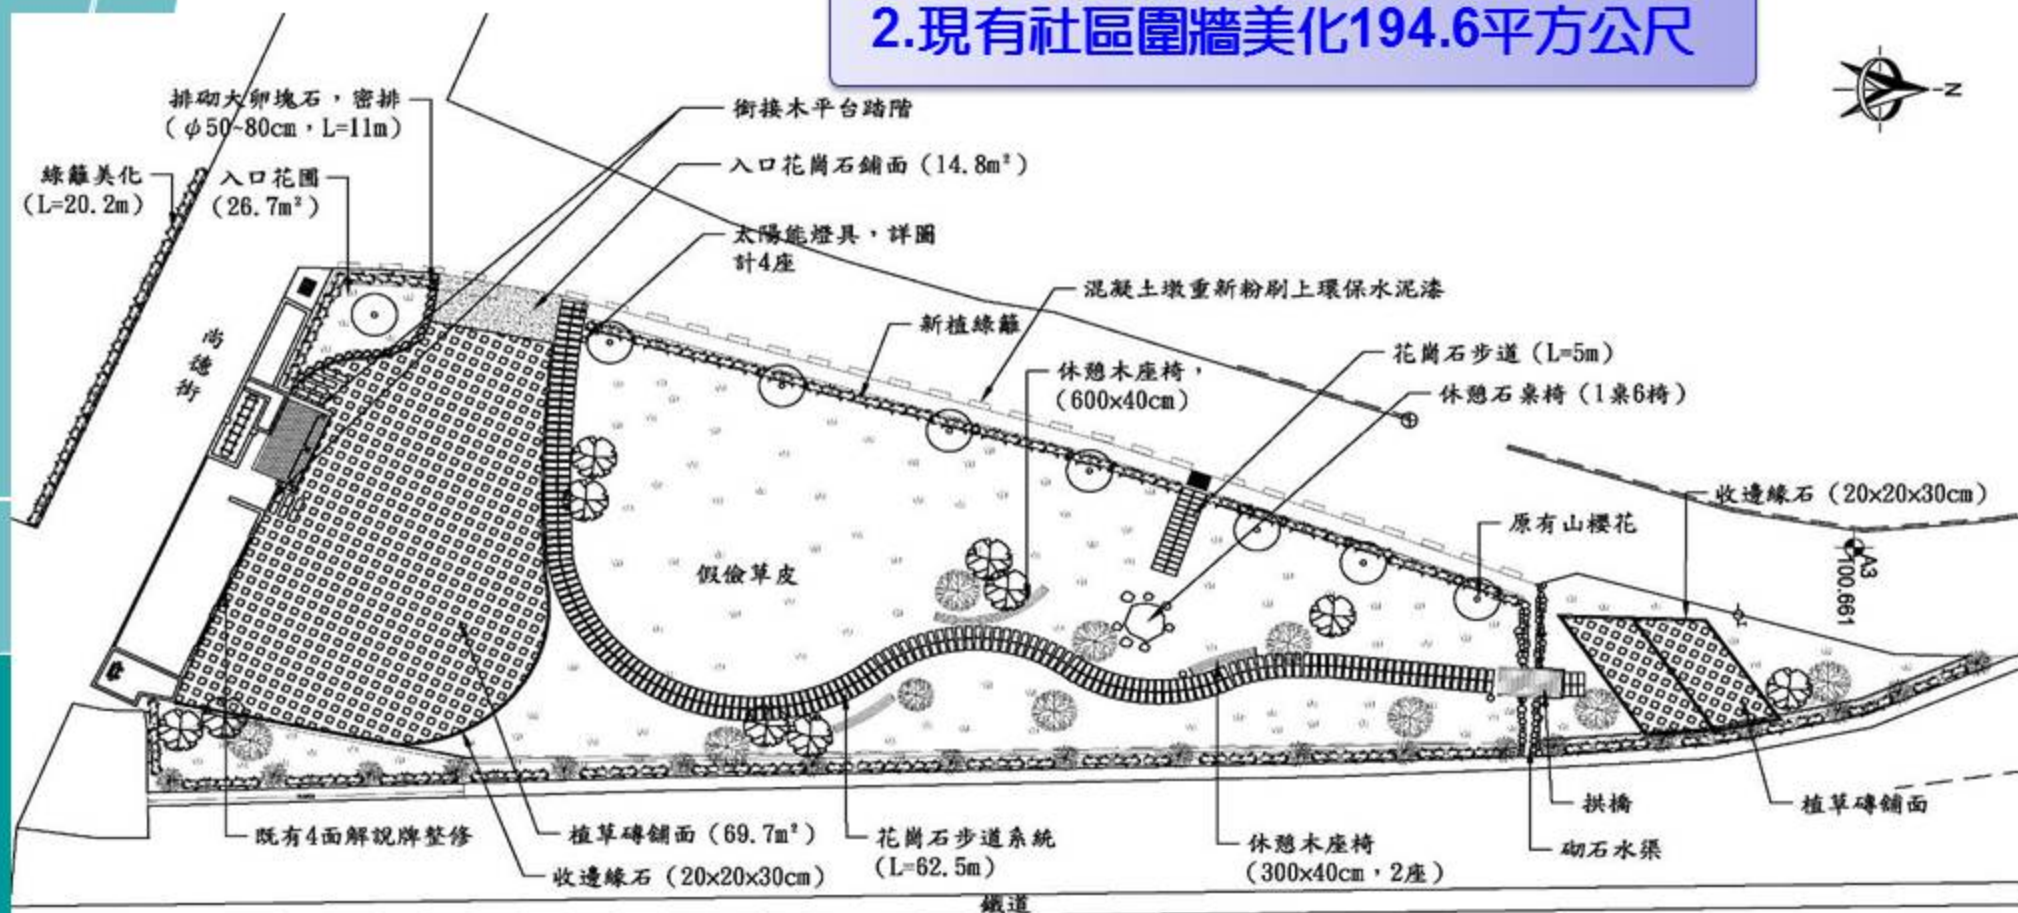 2.現有社區圍牆美化194.6平方公尺
N
排砌大卵塊石，密排
（φ50~80cm，L=11m）
銜接木平台踏階
綠籬美化
（L=20.2m）
入口花圃
（26.7m²）
入口花崗石鋪面（14.8m²）
太陽能燈具，詳圖
計4座
混凝土墩重新粉刷上環保水泥漆
新植綠籬
尚德街
休憩木座椅，
（600x40cm）
花崗石步道（L=5m）
休憩石桌椅（1桌6椅）
收邊緣石（20x20x30cm）
原有山櫻花
假儉草皮
A3
100.661
既有4面解說牌整修
植草磚鋪面（69.7m²）
收邊緣石（20x20x30cm）
花崗石步道系統
（L=62.5m）
休憩木座椅
（300x40cm，2座）
拱橋
砌石水渠
植草磚鋪面
鐵道